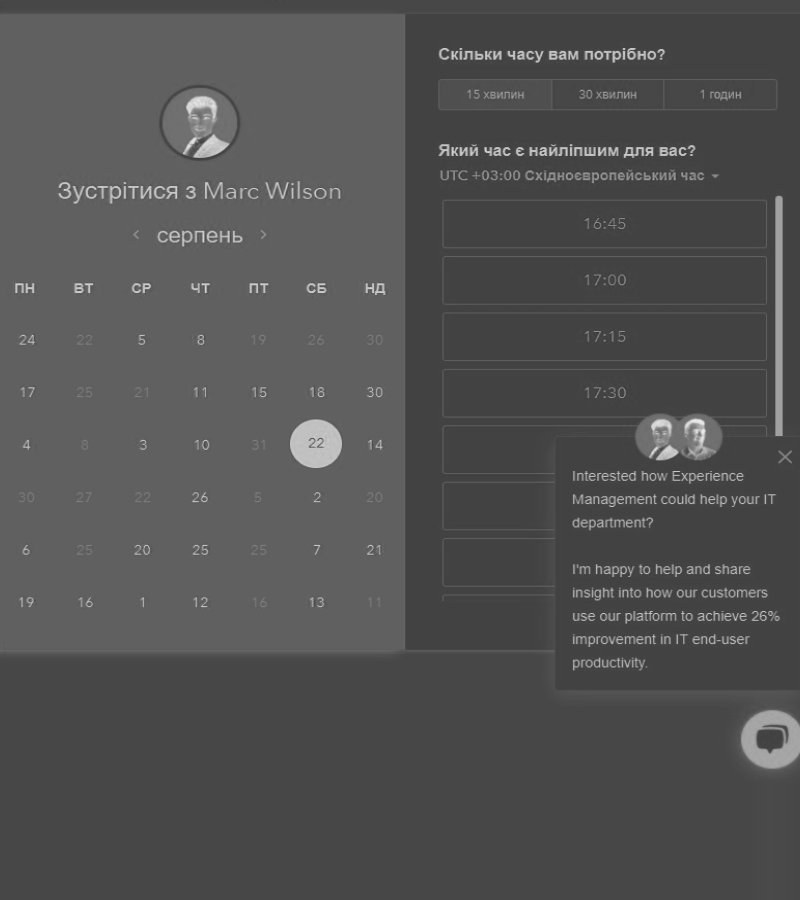 Зустрітися з Marc Wilson
серпень
ПН ВТ СР ЧТ ПТ СБ НД
24 22 5 8 19 26 30
17 25 21 11 15 18 30
4 8 3 10 31 22 14
30 27 22 26 5 2 20
6 25 20 25 25 7 21
19 16 1 12 16 13 11
Скільки часу вам потрібно?
15 хвилин 30 хвилин 1 годин
Який час є найліпшим для вас?
UTC +03:00 Східноєвропейський час
16:45
17:00
17:15
17:30
Interested how Experience
Management could help your IT
department?
I'm happy to help and share
insight into how our customers
use our platform to achieve 26%
improvement in IT end-user
productivity.